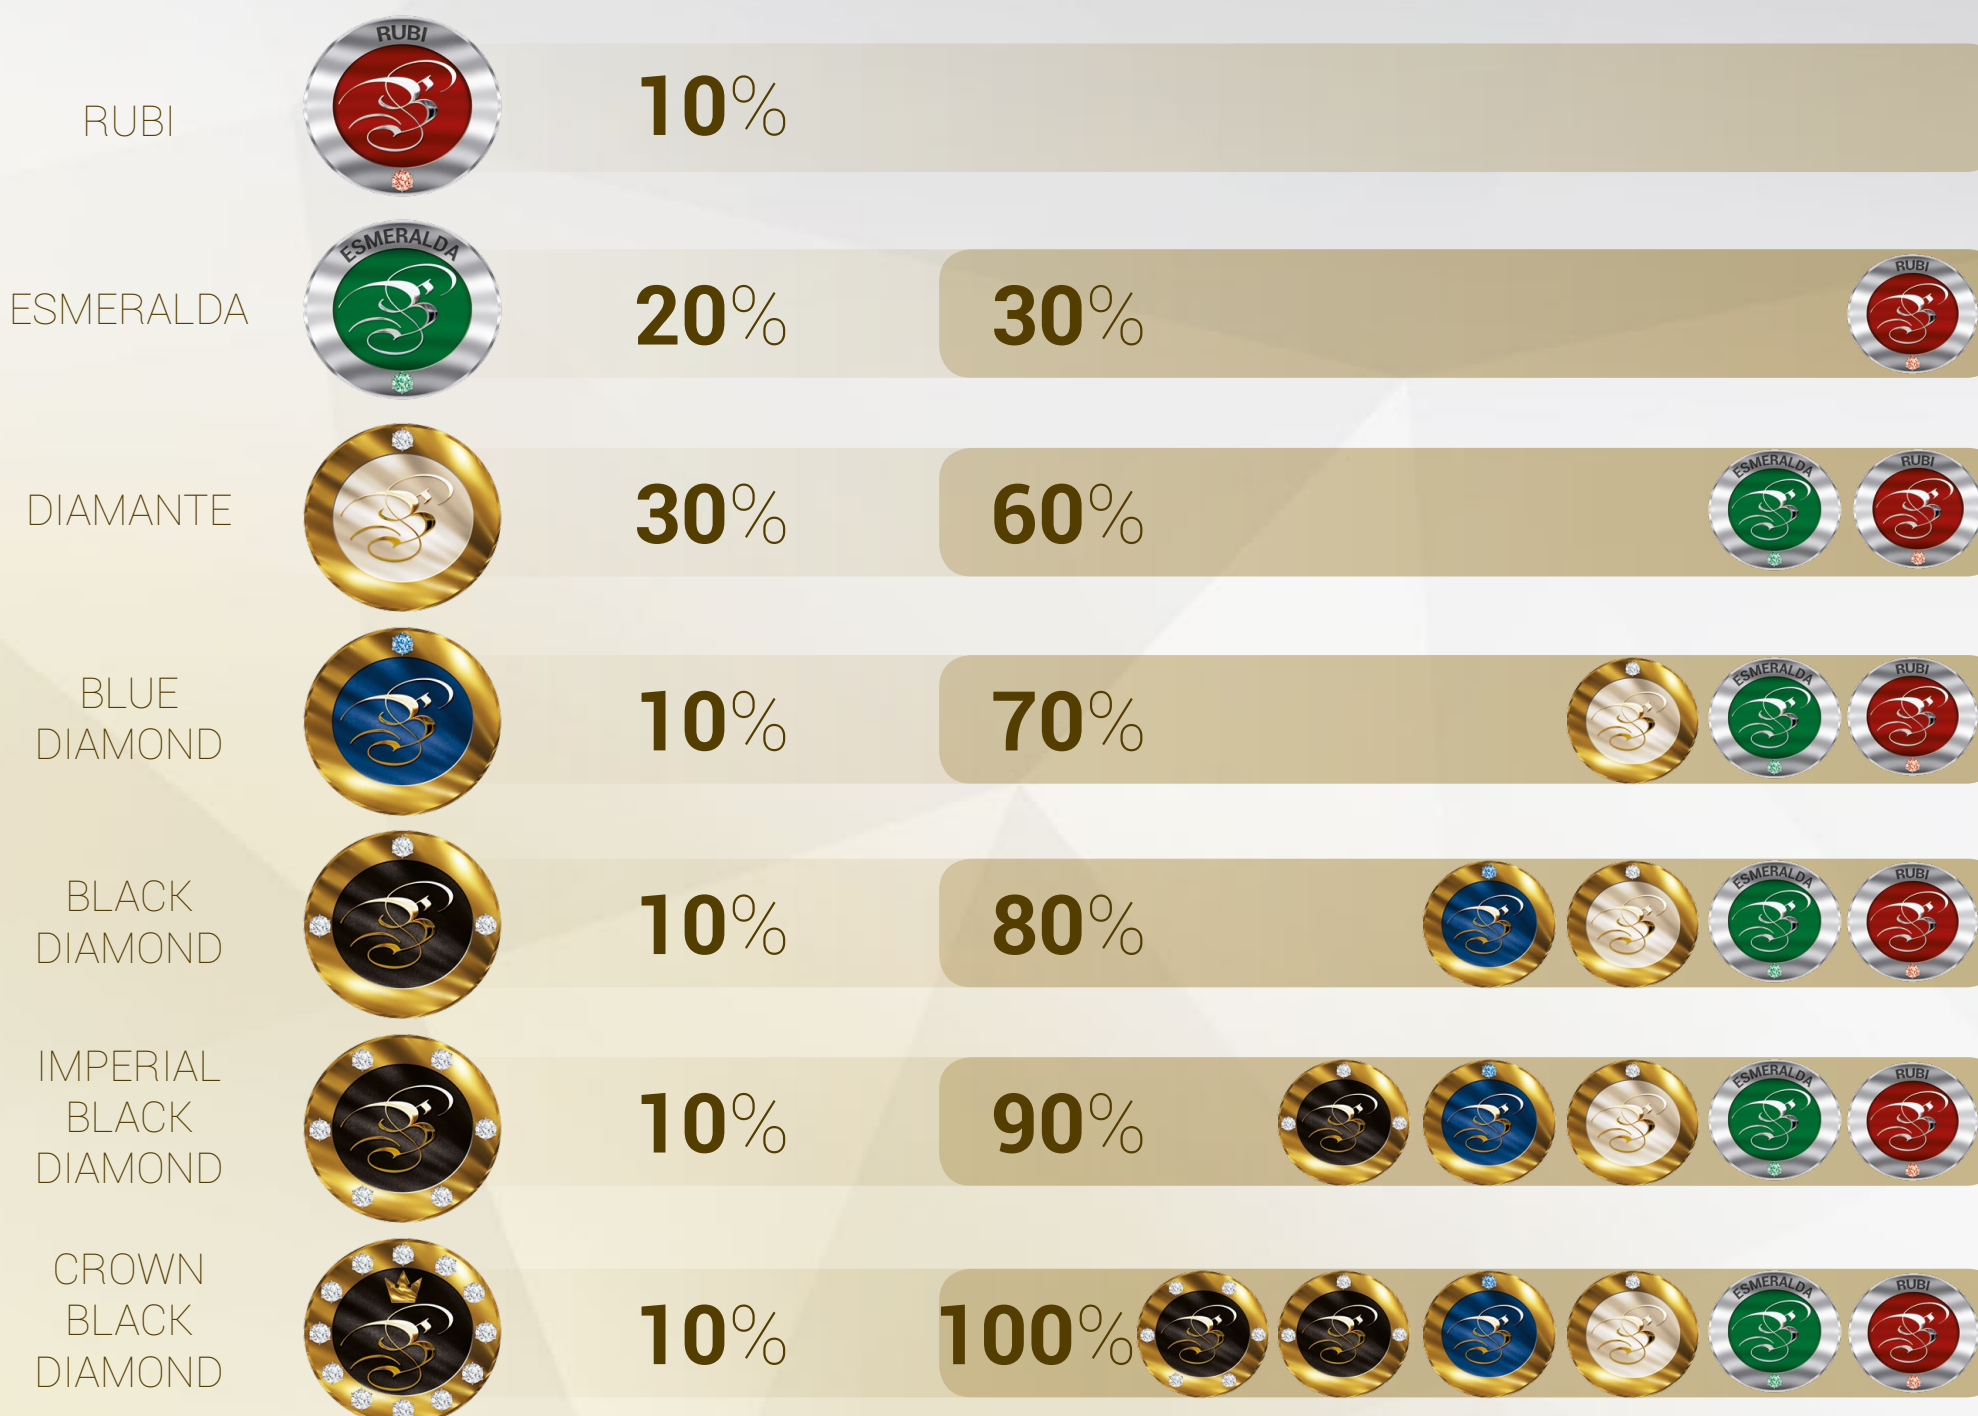 RUBI
RUBI
10%
ESMERALDA
ESMERALDA
20%
30%
RUBI
DIAMANTE
30%
60%
ESMERALDA
RUBI
BLUE
DIAMOND
10%
70%
ESMERALDA
RUBI
BLACK
DIAMOND
10%
80%
ESMERALDA
RUBI
IMPERIAL
BLACK
DIAMOND
10%
90%
ESMERALDA
RUBI
CROWN
BLACK
DIAMOND
10%
100%
ESMERALDA
RUBI